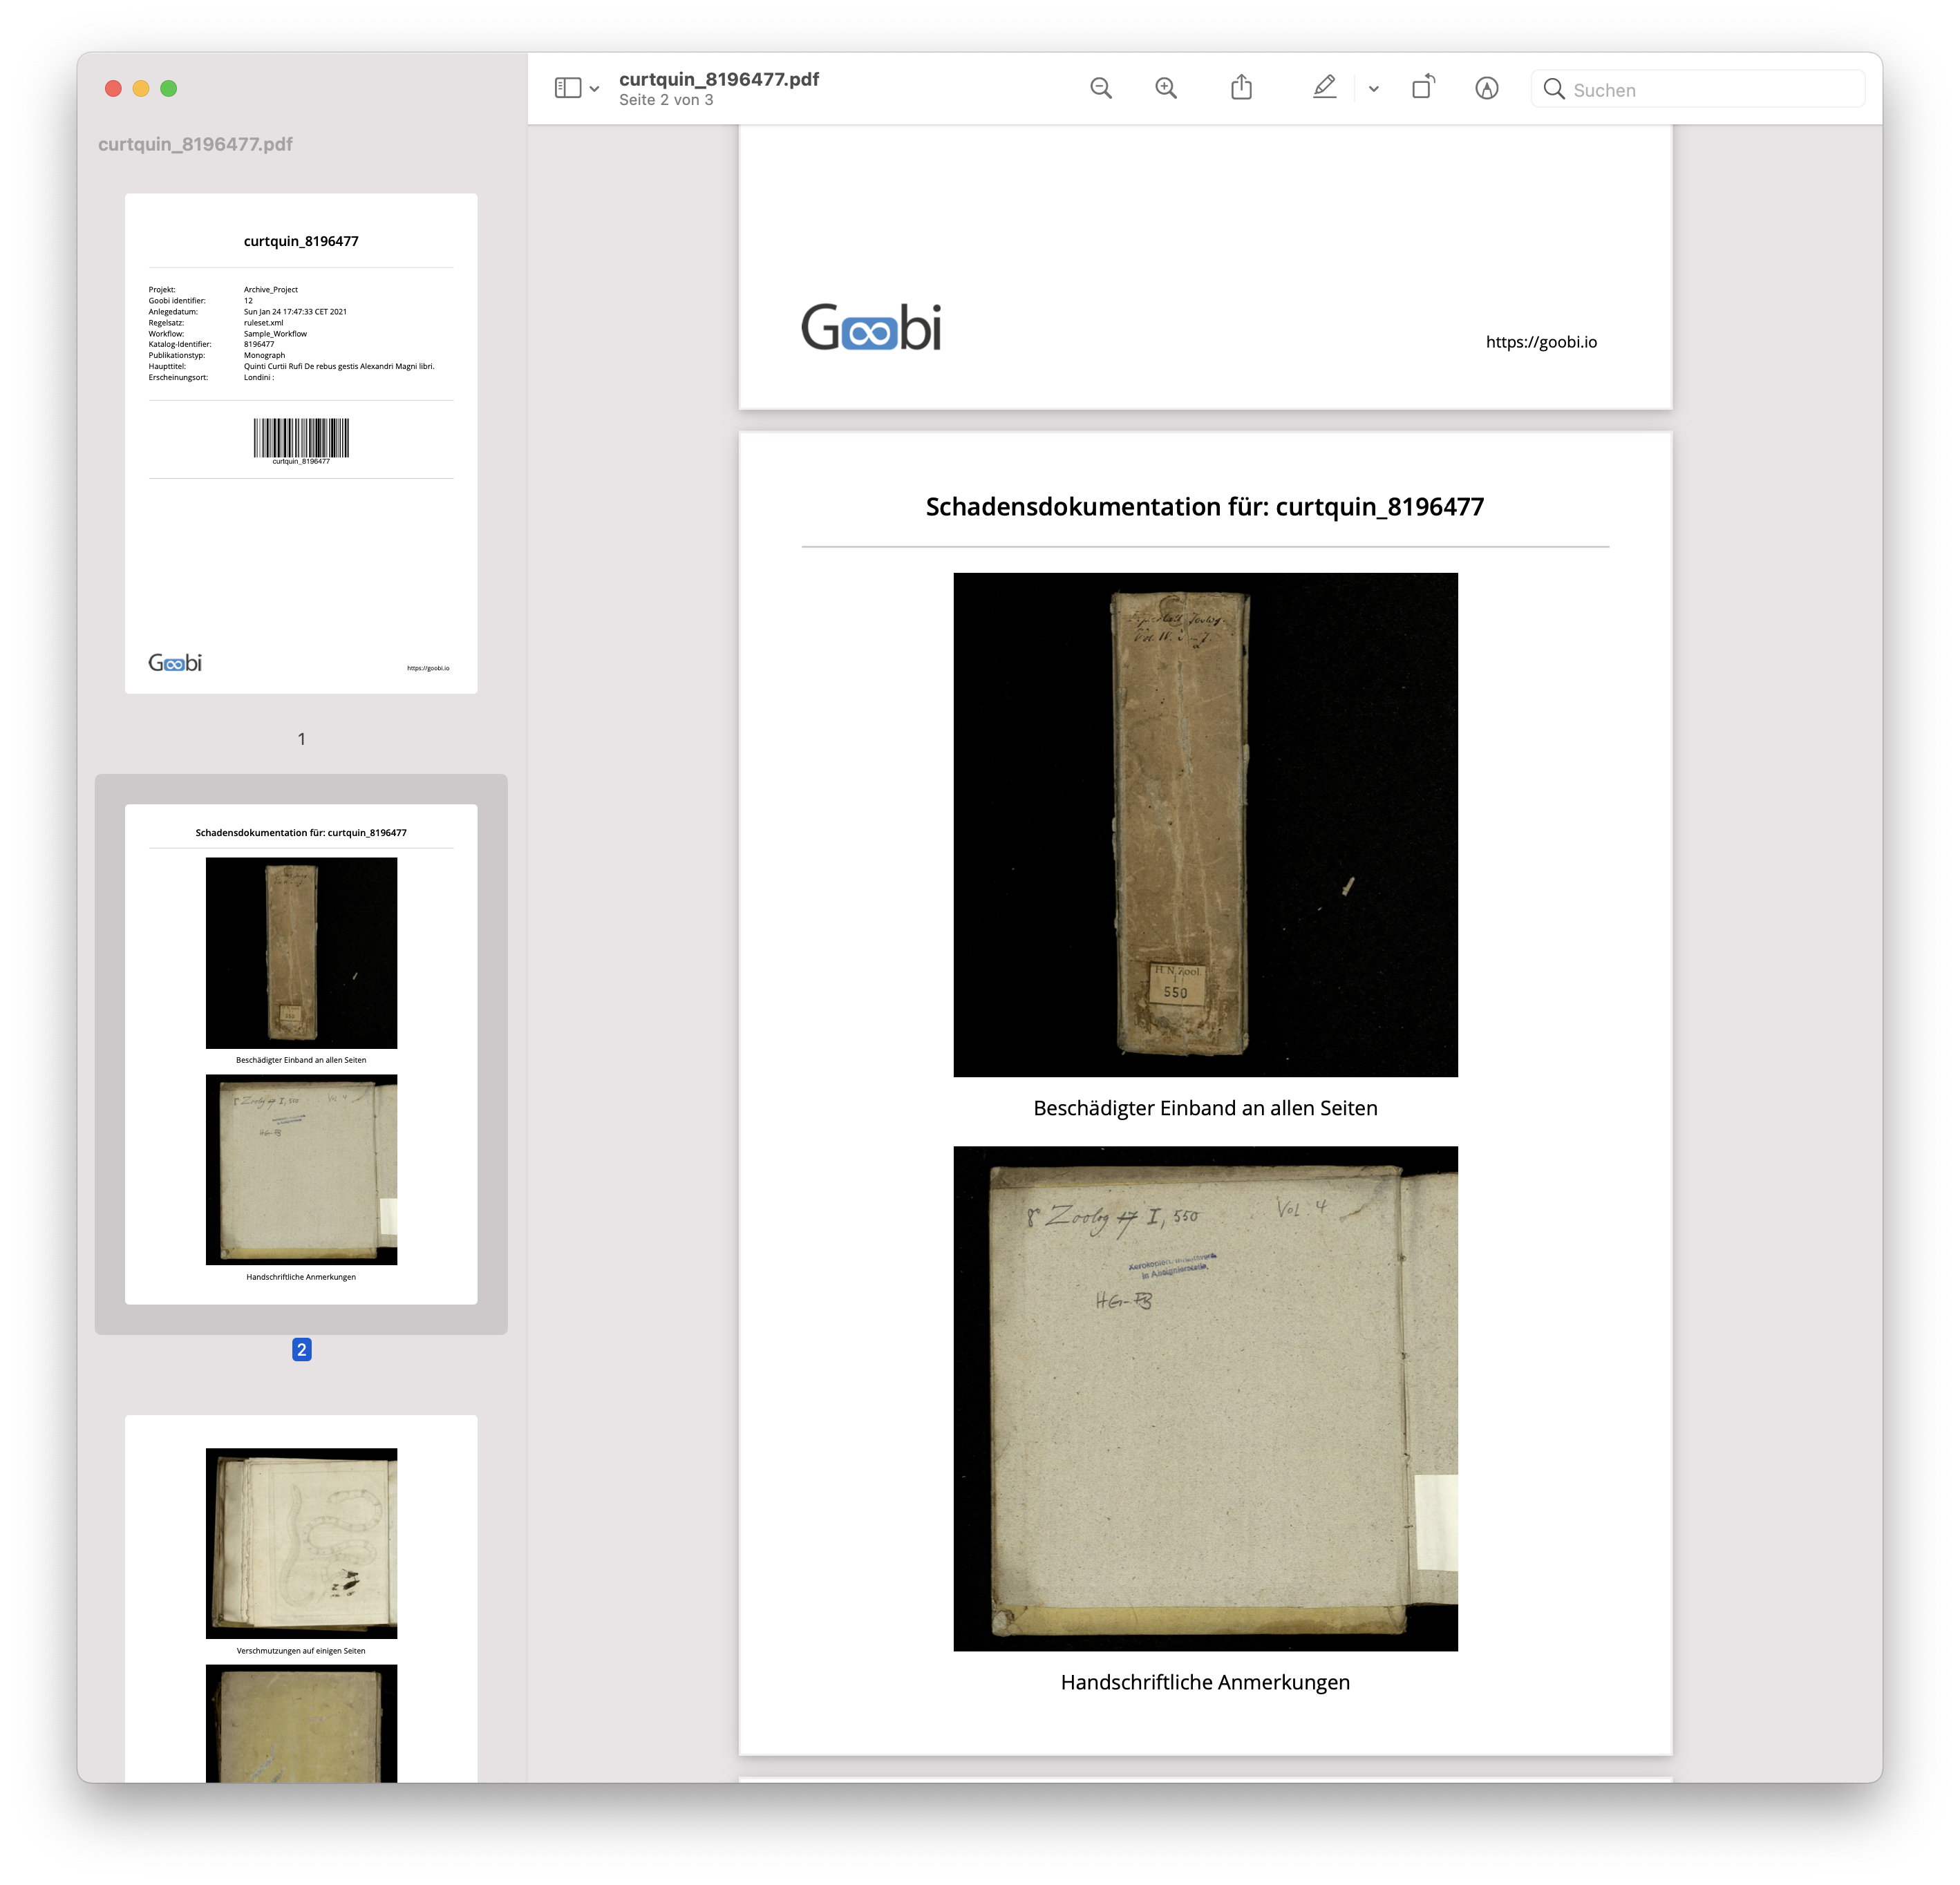 curtquin_8196477.pdf
Seite 2 von 3
Suchen
curtquin_8196477.pdf
curtquin_8196477
Projekt: Archive_Project
Goobi identifier: 12
Anlegedatum: Sun Jan 24 17:47:33 CET 2021
Regelsatz: ruleset.xml
Workflow: Sample_Workflow
Katalog-Identifier: 8196477
Publikationstyp: Monograph
Haupttitel: Quinti Curtii Rufi De rebus gestis Alexandri Magni libri.
Erscheinungsort: Londini :
curtquin_8196477
Goobi
https://goobi.io
1
Schadensdokumentation für: curtquin_8196477
Beschädigter Einband an allen Seiten
Handschriftliche Anmerkungen
2
Verschmutzungen auf einigen Seiten
Goobi
https://goobi.io
Schadensdokumentation für: curtquin_8196477
H.N.Zool.
I
550
Beschädigter Einband an allen Seiten
8° Zoolog I, 550 Vol. 4
in
HG-FB
Handschriftliche Anmerkungen